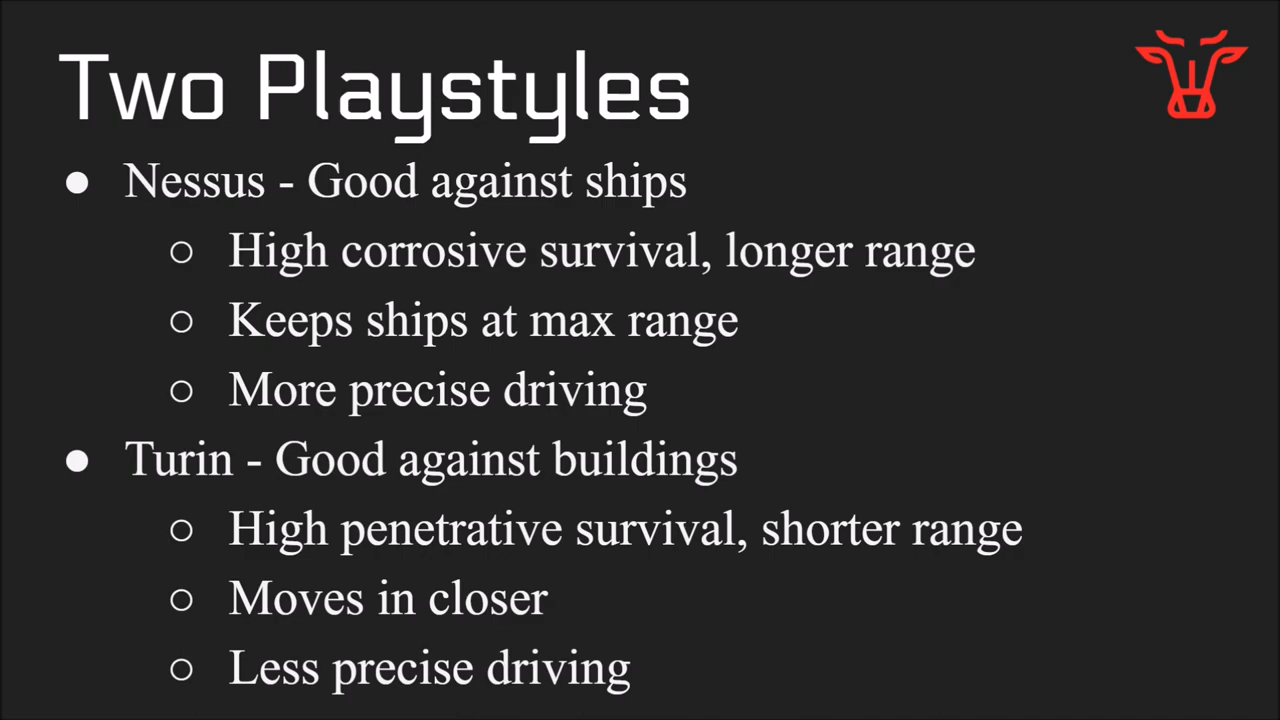 Two Playstyles
● Nessus - Good against ships
○ High corrosive survival, longer range
○ Keeps ships at max range
○ More precise driving
● Turin - Good against buildings
○ High penetrative survival, shorter range
○ Moves in closer
○ Less precise driving